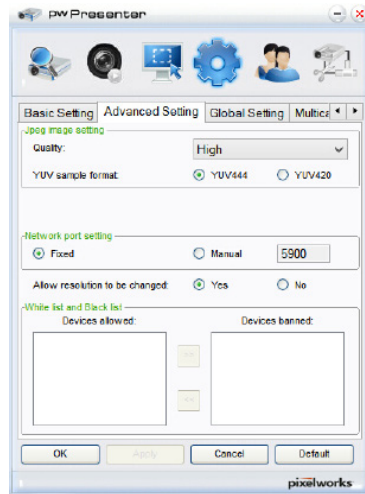 pwPresenter
Basic Setting Advanced Setting Global Setting Multica
Jpeg image setting
Quality: High
YUV sample format: YUV444 YUV420
Network port setting
Fixed Manual 5900
Allow resolution to be changed: Yes No
White list and Black list
Devices allowed: Devices banned:
>>
<<
OK Apply Cancel Default
pixelworks